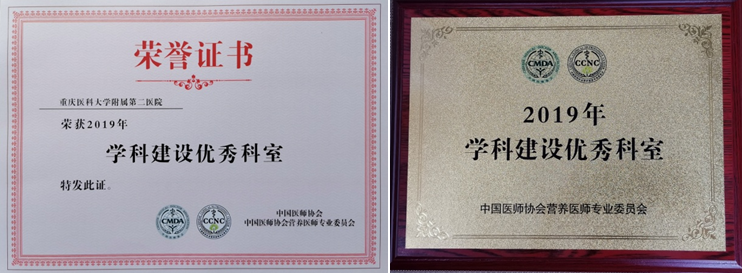 荣誉证书
重庆医科大学附属第二医院
荣获2019年
学科建设优秀科室
特发此证。
CMDA
CCNC
中国医师协会
中国医师协会营养医师专业委员会
CMDA
CCNC
2019年
学科建设优秀科室
中国医师协会营养医师专业委员会